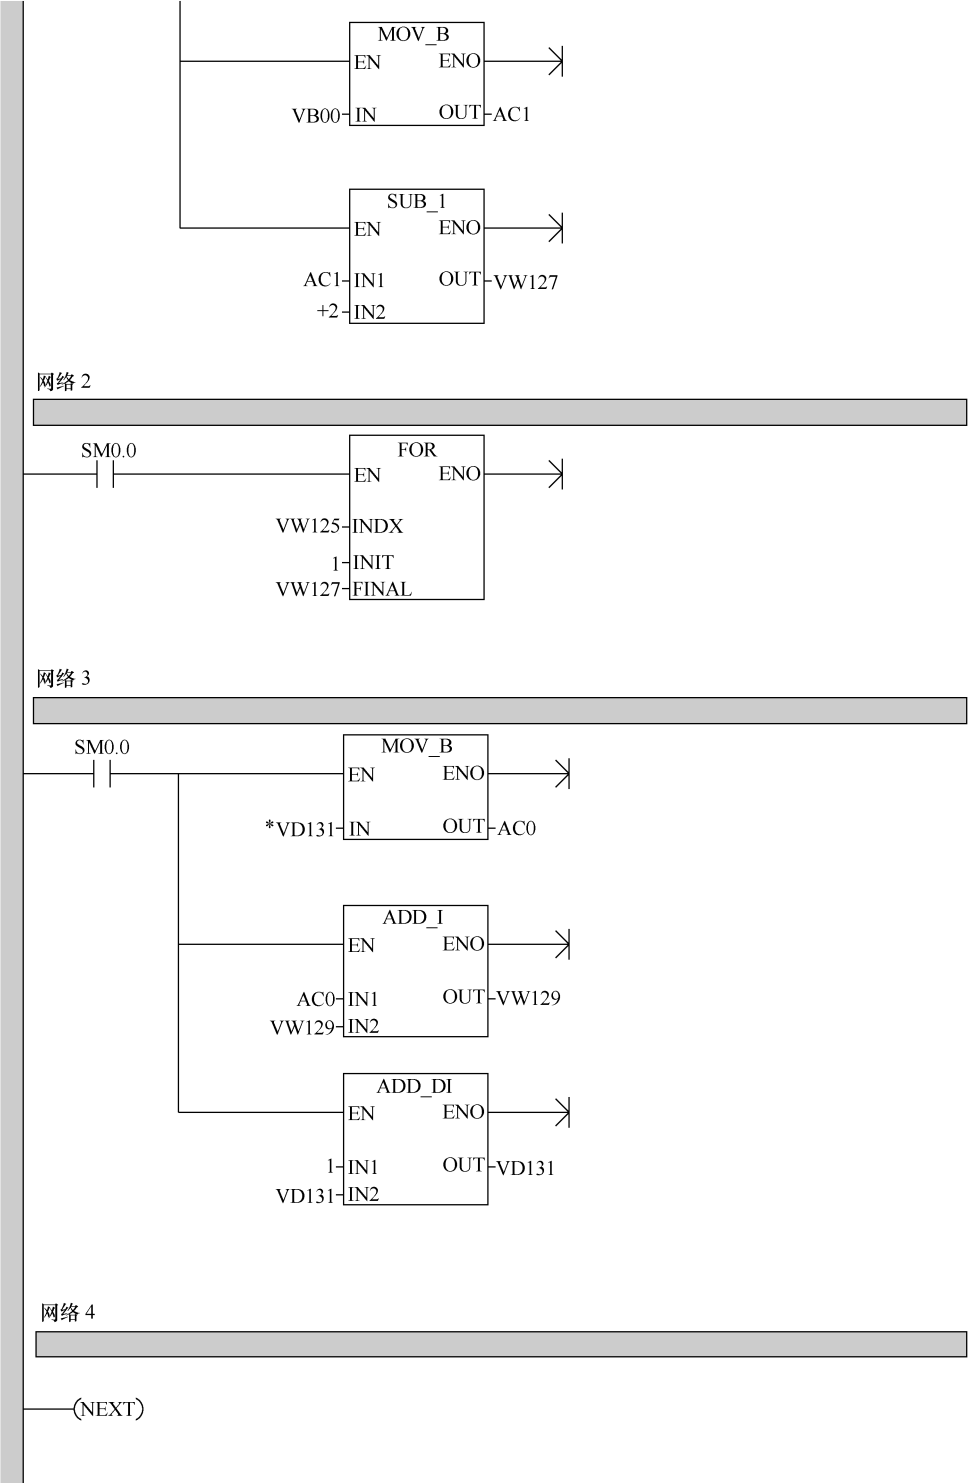 MOV_B
EN ENO
VB00 IN OUT AC1
SUB_1
EN ENO
AC1 IN1 OUT VW127
+2 IN2
网络 2
SM0.0
FOR
EN ENO
VW125 INDX
1 INIT
VW127 FINAL
网络 3
SM0.0
MOV_B
EN ENO
*VD131 IN OUT AC0
ADD_I
EN ENO
AC0 IN1 OUT VW129
VW129 IN2
ADD_DI
EN ENO
1 IN1 OUT VD131
VD131 IN2
网络 4
(NEXT)